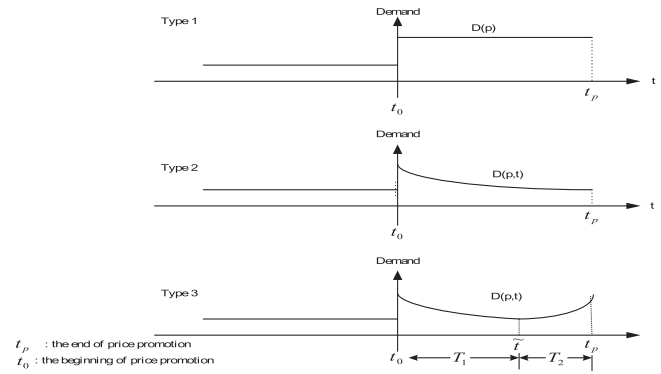 Type 1
Demand
D(p)
t
t₀
tₚ
Type 2
Demand
D(p,t)
t
t₀
tₚ
Type 3
Demand
D(p,t)
t₀
T₁
t̃
T₂
tₚ
t
tₚ : the end of price promotion
t₀ : the beginning of price promotion